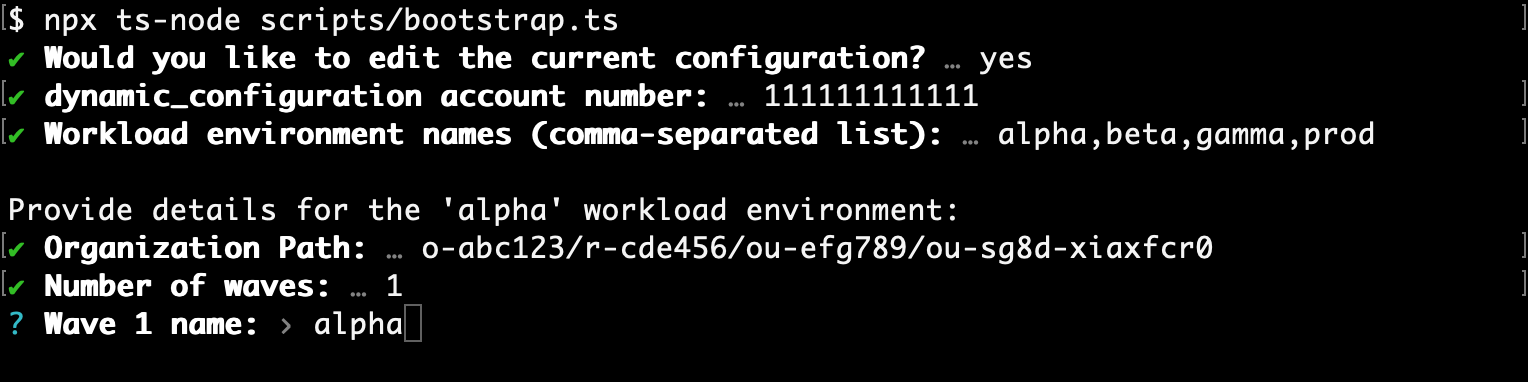 $ npx ts-node scripts/bootstrap.ts
✔ Would you like to edit the current configuration? … yes
✔ dynamic_configuration account number: … 111111111111
✔ Workload environment names (comma-separated list): … alpha,beta,gamma,prod
Provide details for the 'alpha' workload environment:
✔ Organization Path: … o-abc123/r-cde456/ou-efg789/ou-sg8d-xiaxfcr0
✔ Number of waves: … 1
? Wave 1 name: › alpha